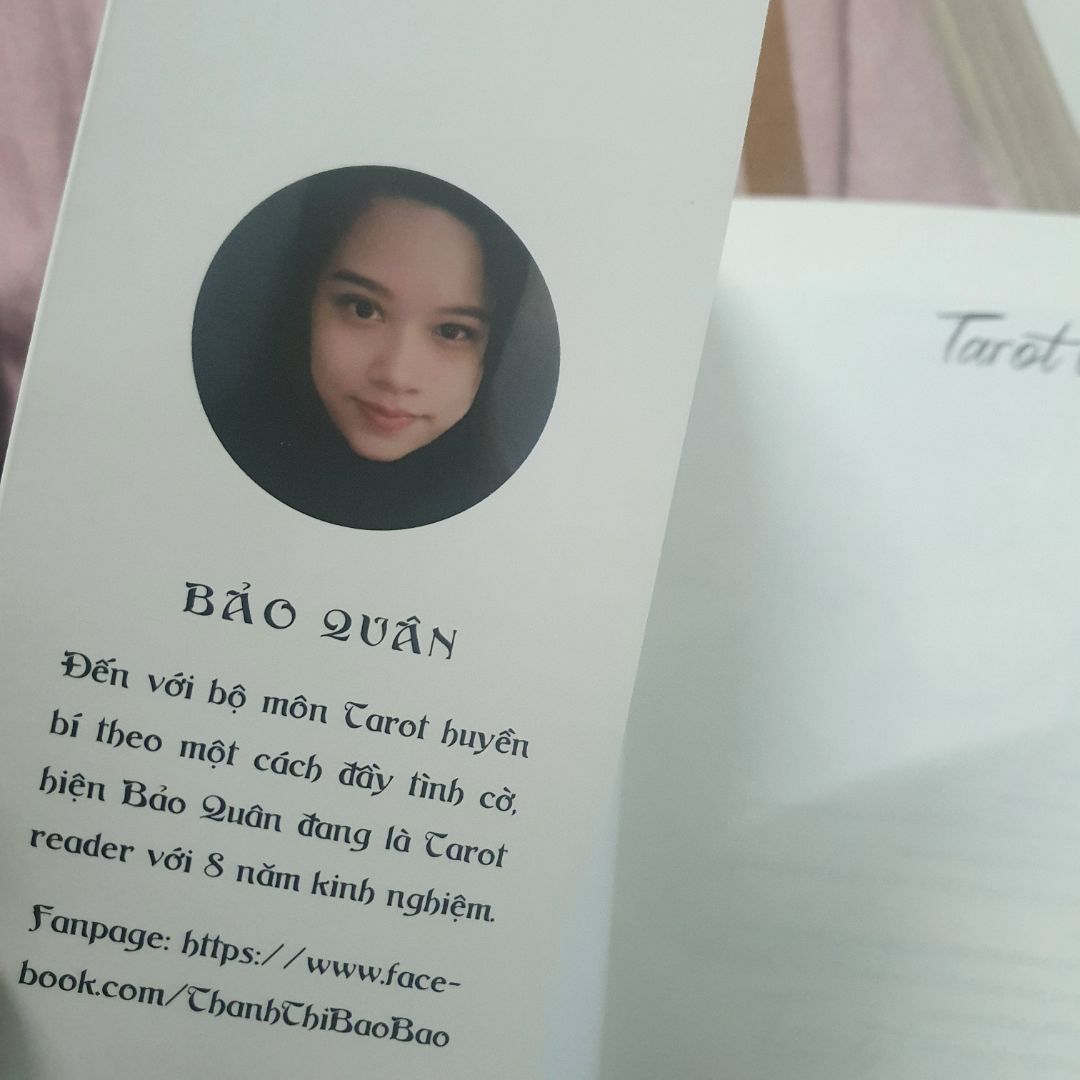 BẢO QUÂN
Đến với bộ môn Tarot huyền
bí theo một cách đầy tình cờ,
hiện Bảo Quân đang là Tarot
reader với 8 năm kinh nghiệm.
Fanpage: https://www.face-
book.com/ThanhThiBaoBao
Tarot